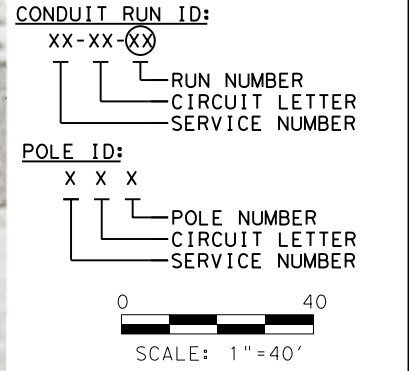 CONDUIT RUN ID:
XX-XX-XX
RUN NUMBER
CIRCUIT LETTER
SERVICE NUMBER
POLE ID:
X X X
POLE NUMBER
CIRCUIT LETTER
SERVICE NUMBER
0 40
SCALE: 1"=40'